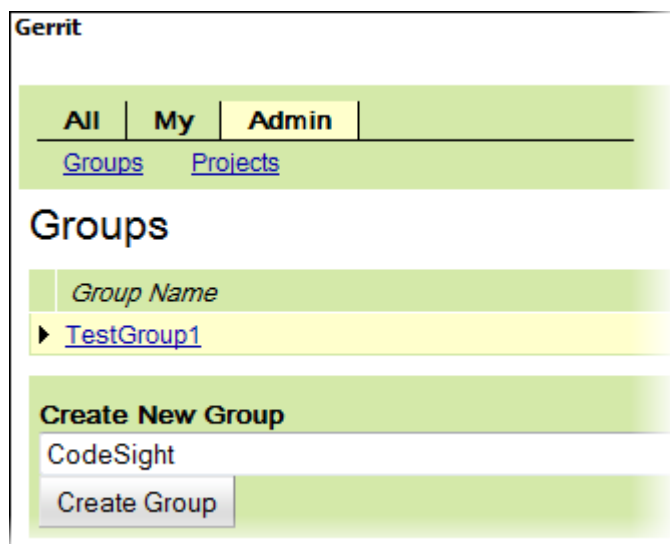 Gerrit
All My Admin
Groups Projects
Groups
Group Name
TestGroup1
Create New Group
CodeSight
Create Group